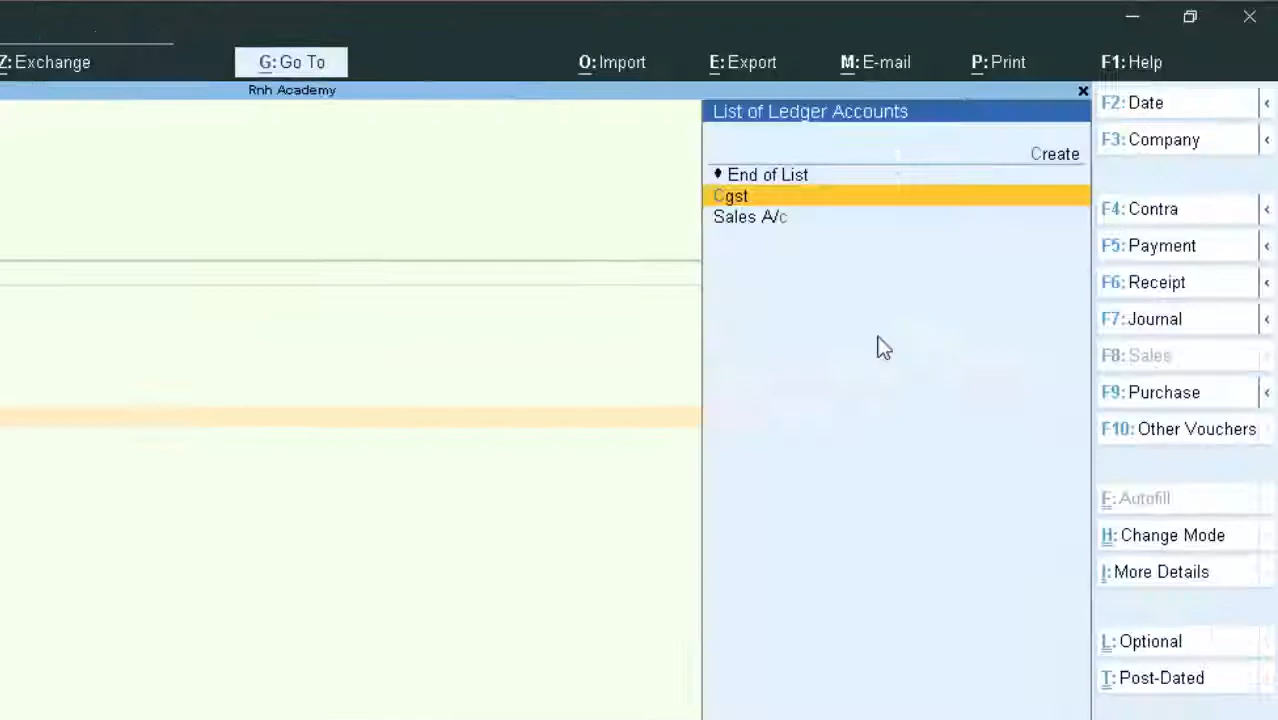 Z: Exchange
G: Go To
O: Import
E: Export
M: E-mail
P: Print
F1: Help
Rnh Academy
List of Ledger Accounts
Create
End of List
Cgst
Sales A/c
F2: Date
F3: Company
F4: Contra
F5: Payment
F6: Receipt
F7: Journal
F8: Sales
F9: Purchase
F10: Other Vouchers
F: Autofill
H: Change Mode
I: More Details
L: Optional
T: Post-Dated